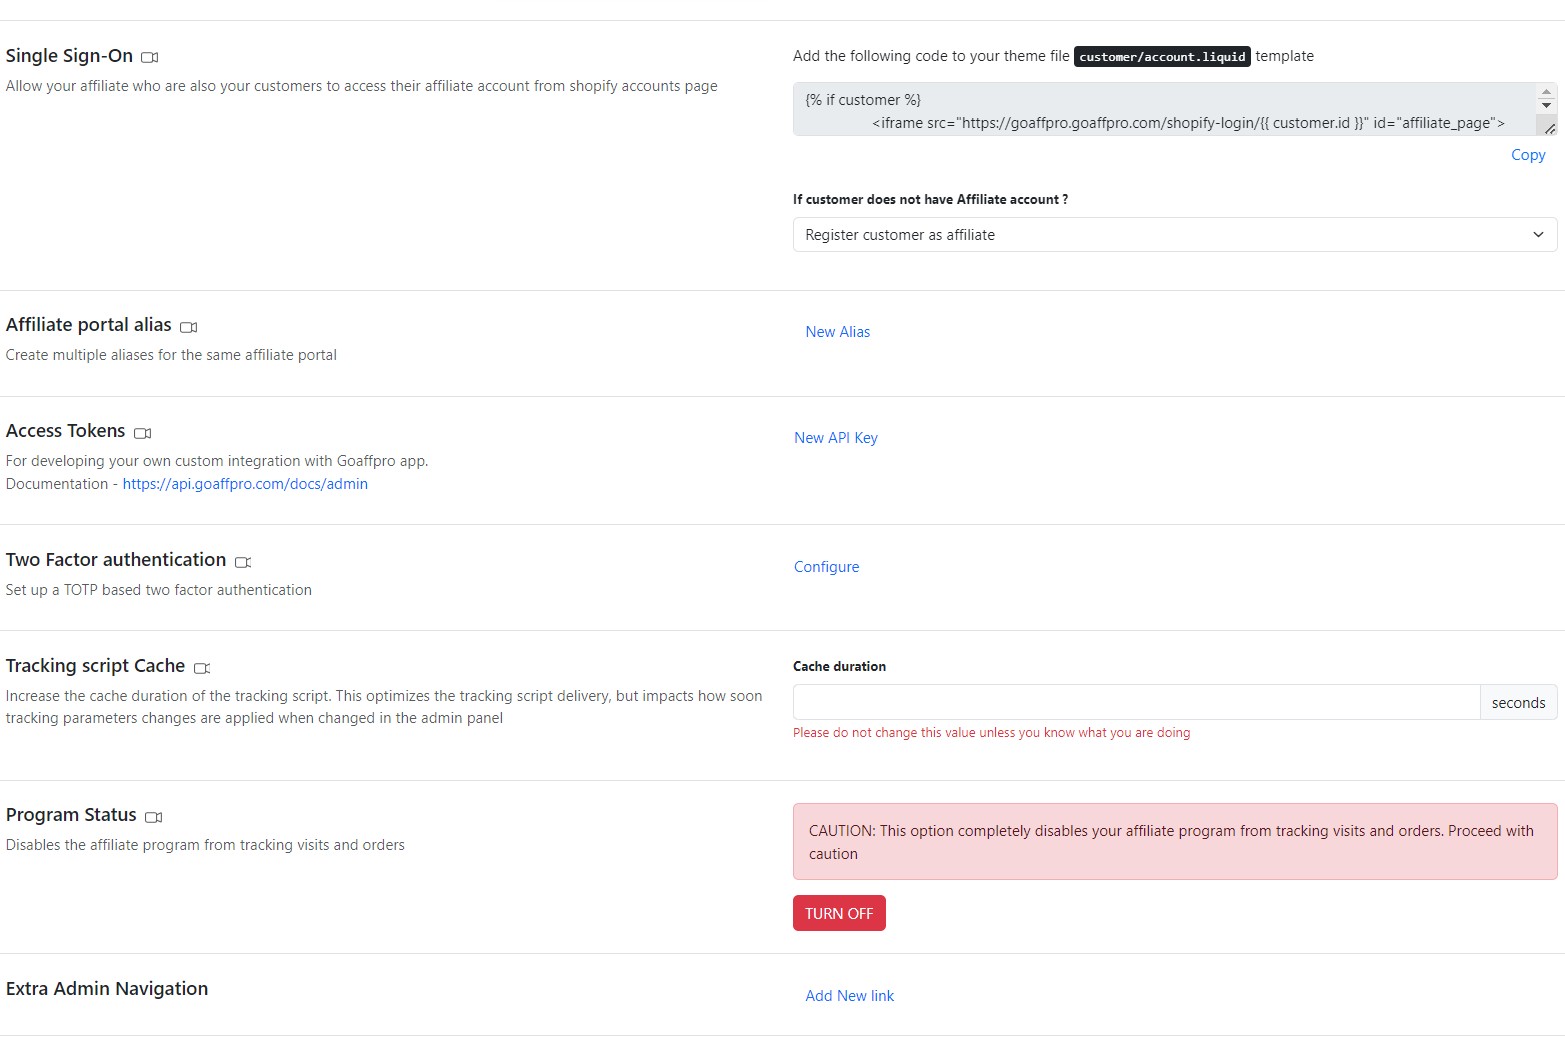 Single Sign-On
Allow your affiliate who are also your customers to access their affiliate account from shopify accounts page
Add the following code to your theme file customer/account.liquid template
{% if customer %}
<iframe src="https://goaffpro.goaffpro.com/shopify-login/{{ customer.id }}" id="affiliate_page">
Copy
If customer does not have Affiliate account ?
Register customer as affiliate
Affiliate portal alias
Create multiple aliases for the same affiliate portal
New Alias
Access Tokens
For developing your own custom integration with Goaffpro app.
Documentation - https://api.goaffpro.com/docs/admin
New API Key
Two Factor authentication
Set up a TOTP based two factor authentication
Configure
Tracking script Cache
Increase the cache duration of the tracking script. This optimizes the tracking script delivery, but impacts how soon
tracking parameters changes are applied when changed in the admin panel
Cache duration
seconds
Please do not change this value unless you know what you are doing
Program Status
Disables the affiliate program from tracking visits and orders
CAUTION: This option completely disables your affiliate program from tracking visits and orders. Proceed with
caution
TURN OFF
Extra Admin Navigation
Add New link